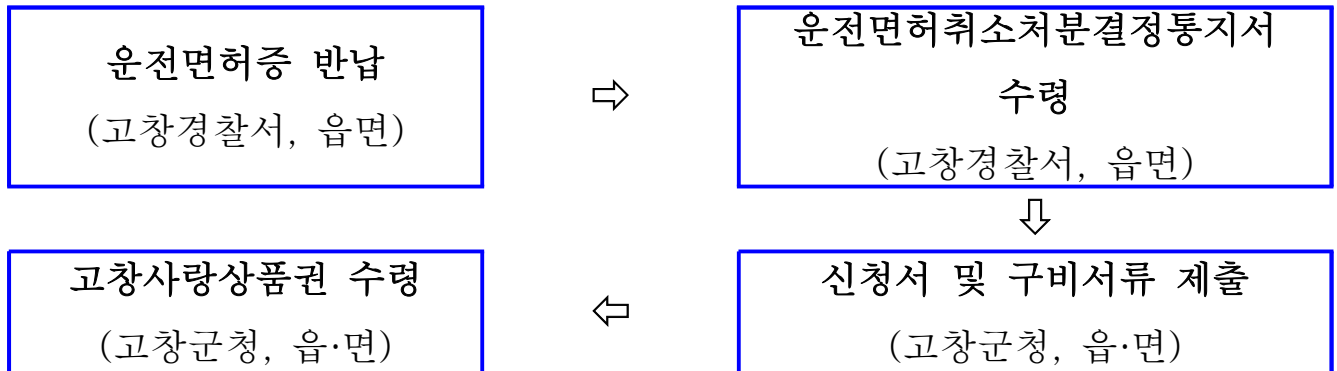 운전면허증 반납
(고창경찰서, 읍면)
⇨
운전면허취소처분결정통지서
수령
(고창경찰서, 읍면)
⇩
신청서 및 구비서류 제출
(고창군청, 읍·면)
⇦
고창사랑상품권 수령
(고창군청, 읍·면)